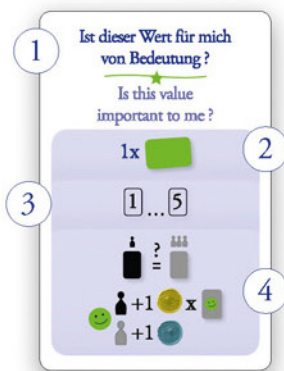 1
Ist dieser Wert für mich
von Bedeutung ?
Is this value
important to me ?
1x
2
3
1 ... 5
?
=
4
+1 x
+1